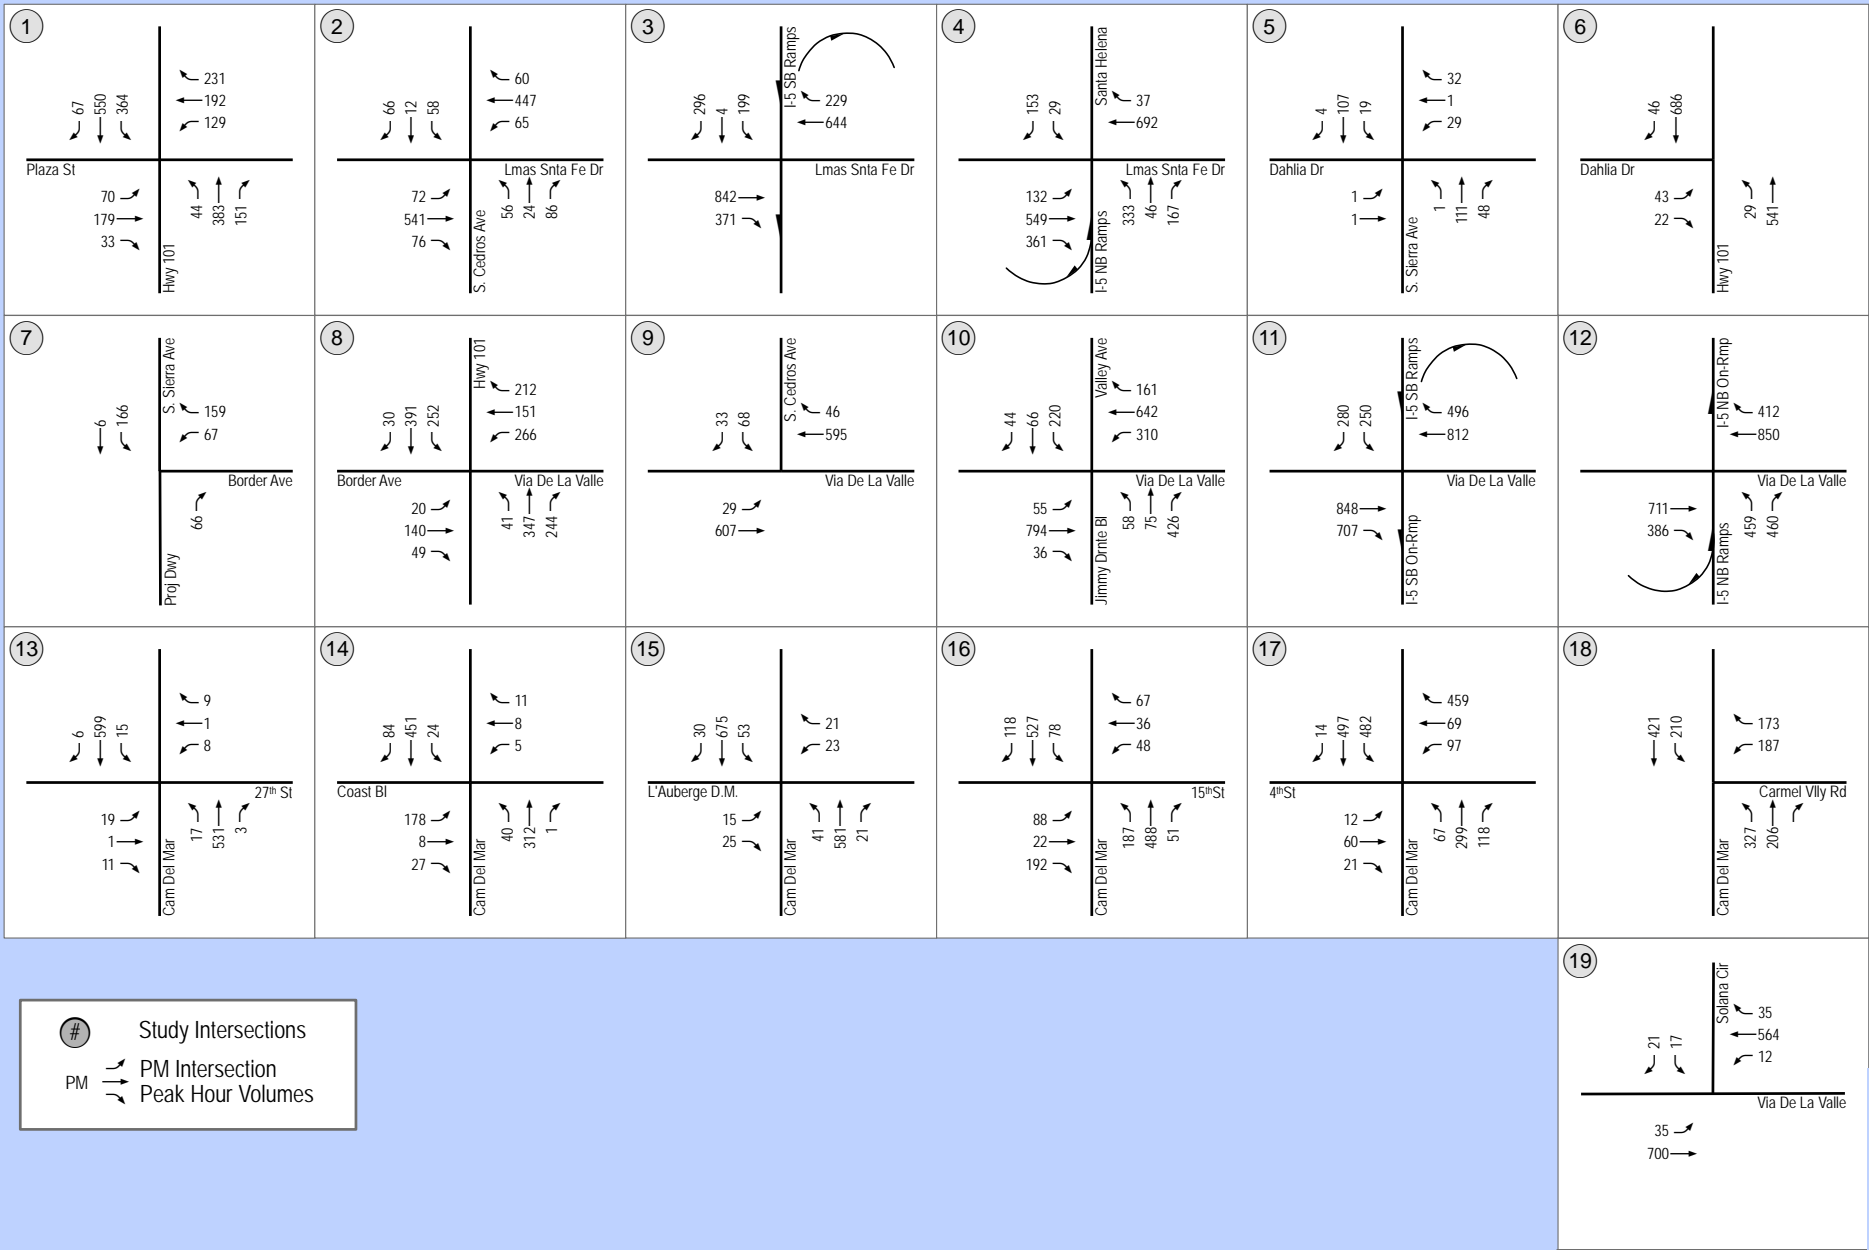 1
67 550 364
231
192
129
Plaza St
70
179
33
44 383 151
Hwy 101
2
66 12 58
60
447
65
Lmas Snta Fe Dr
72
541
76
56 24 86
S. Cedros Ave
3
296 4 199
I-5 SB Ramps
229
644
Lmas Snta Fe Dr
842
371
4
153 29
Santa Helena
37
692
Lmas Snta Fe Dr
132
549
361
333 46 167
I-5 NB Ramps
5
4 107 19
32
1
29
Dahlia Dr
1
1
1 111 48
S. Sierra Ave
6
46 686
Dahlia Dr
43
22
29 541
Hwy 101
7
6 166
S. Sierra Ave
159
67
Border Ave
66
Proj Dwy
8
30 391 252
Hwy 101
212
151
266
Border Ave Via De La Valle
20
140
49
41 347 244
9
33 68
S. Cedros Ave
46
595
Via De La Valle
29
607
10
44 66 220
Valley Ave
161
642
310
Via De La Valle
55
794
36
58 75 426
Jimmy Drnte Bl
11
280 250
I-5 SB Ramps
496
812
Via De La Valle
848
707
I-5 SB On-Rmp
12
I-5 NB On-Rmp
412
850
Via De La Valle
711
386
459 460
I-5 NB Ramps
13
6 599 15
9
1
8
27th St
19
1
11
17 531 3
Cam Del Mar
14
84 451 24
11
8
5
Coast Bl
178
8
27
40 312 1
Cam Del Mar
15
30 675 53
21
23
L'Auberge D.M.
15
25
41 581 21
Cam Del Mar
16
118 527 78
67
36
48
15thSt
88
22
192
187 488 51
Cam Del Mar
17
14 497 482
459
69
97
4thSt
12
60
21
67 299 118
Cam Del Mar
18
421 210
173
187
Carmel Vlly Rd
327 206
Cam Del Mar
19
21 17
Solana Cir
35
564
12
Via De La Valle
35
700
# Study Intersections
PM PM Intersection
Peak Hour Volumes